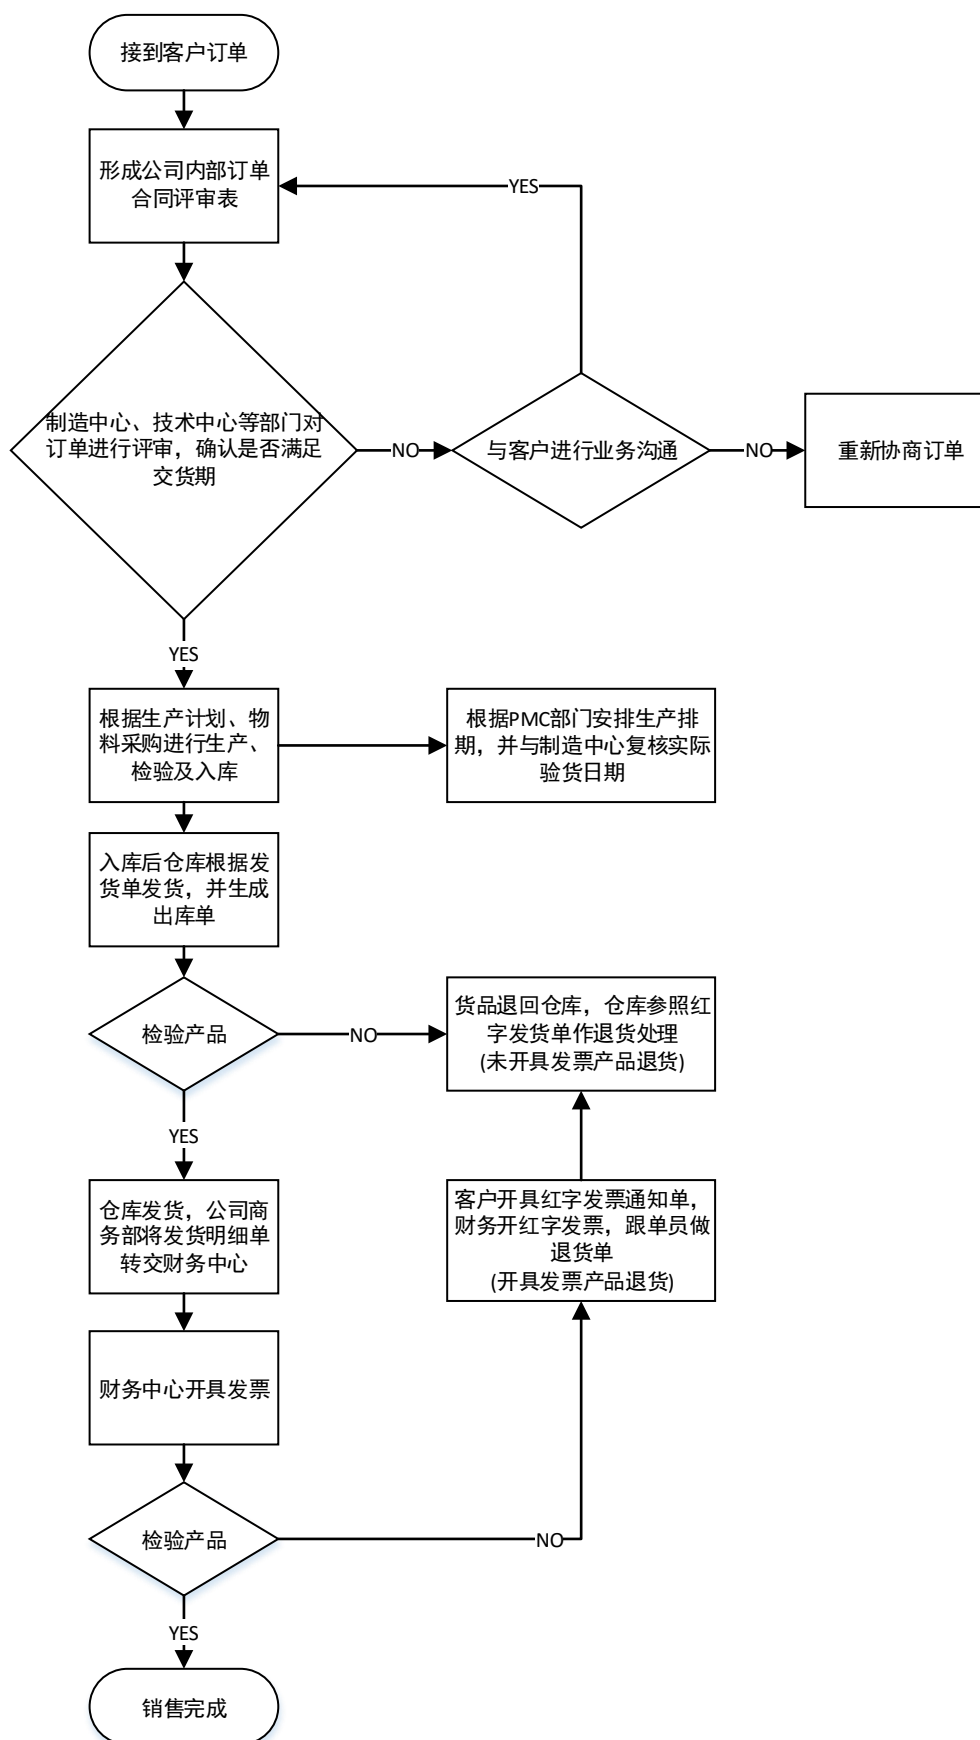 接到客户订单
形成公司内部订单
合同评审表
YES
制造中心、技术中心等部门对
订单进行评审，确认是否满足
交货期
NO
与客户进行业务沟通
NO
重新协商订单
YES
根据生产计划、物
料采购进行生产、
检验及入库
根据PMC部门安排生产排
期，并与制造中心复核实际
验货日期
入库后仓库根据发
货单发货，并生成
出库单
检验产品
NO
货品退回仓库，仓库参照红
字发货单作退货处理
(未开具发票产品退货)
YES
仓库发货，公司商
务部将发货明细单
转交财务中心
客户开具红字发票通知单，
财务开红字发票，跟单员做
退货单
(开具发票产品退货)
财务中心开具发票
检验产品
NO
YES
销售完成